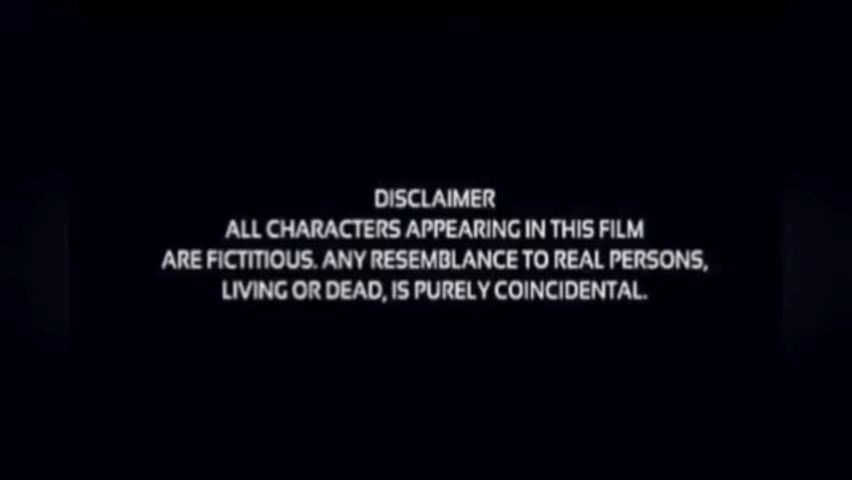 DISCLAIMER
ALL CHARACTERS APPEARING IN THIS FILM
ARE FICTITIOUS. ANY RESEMBLANCE TO REAL PERSONS,
LIVING OR DEAD, IS PURELY COINCIDENTAL.